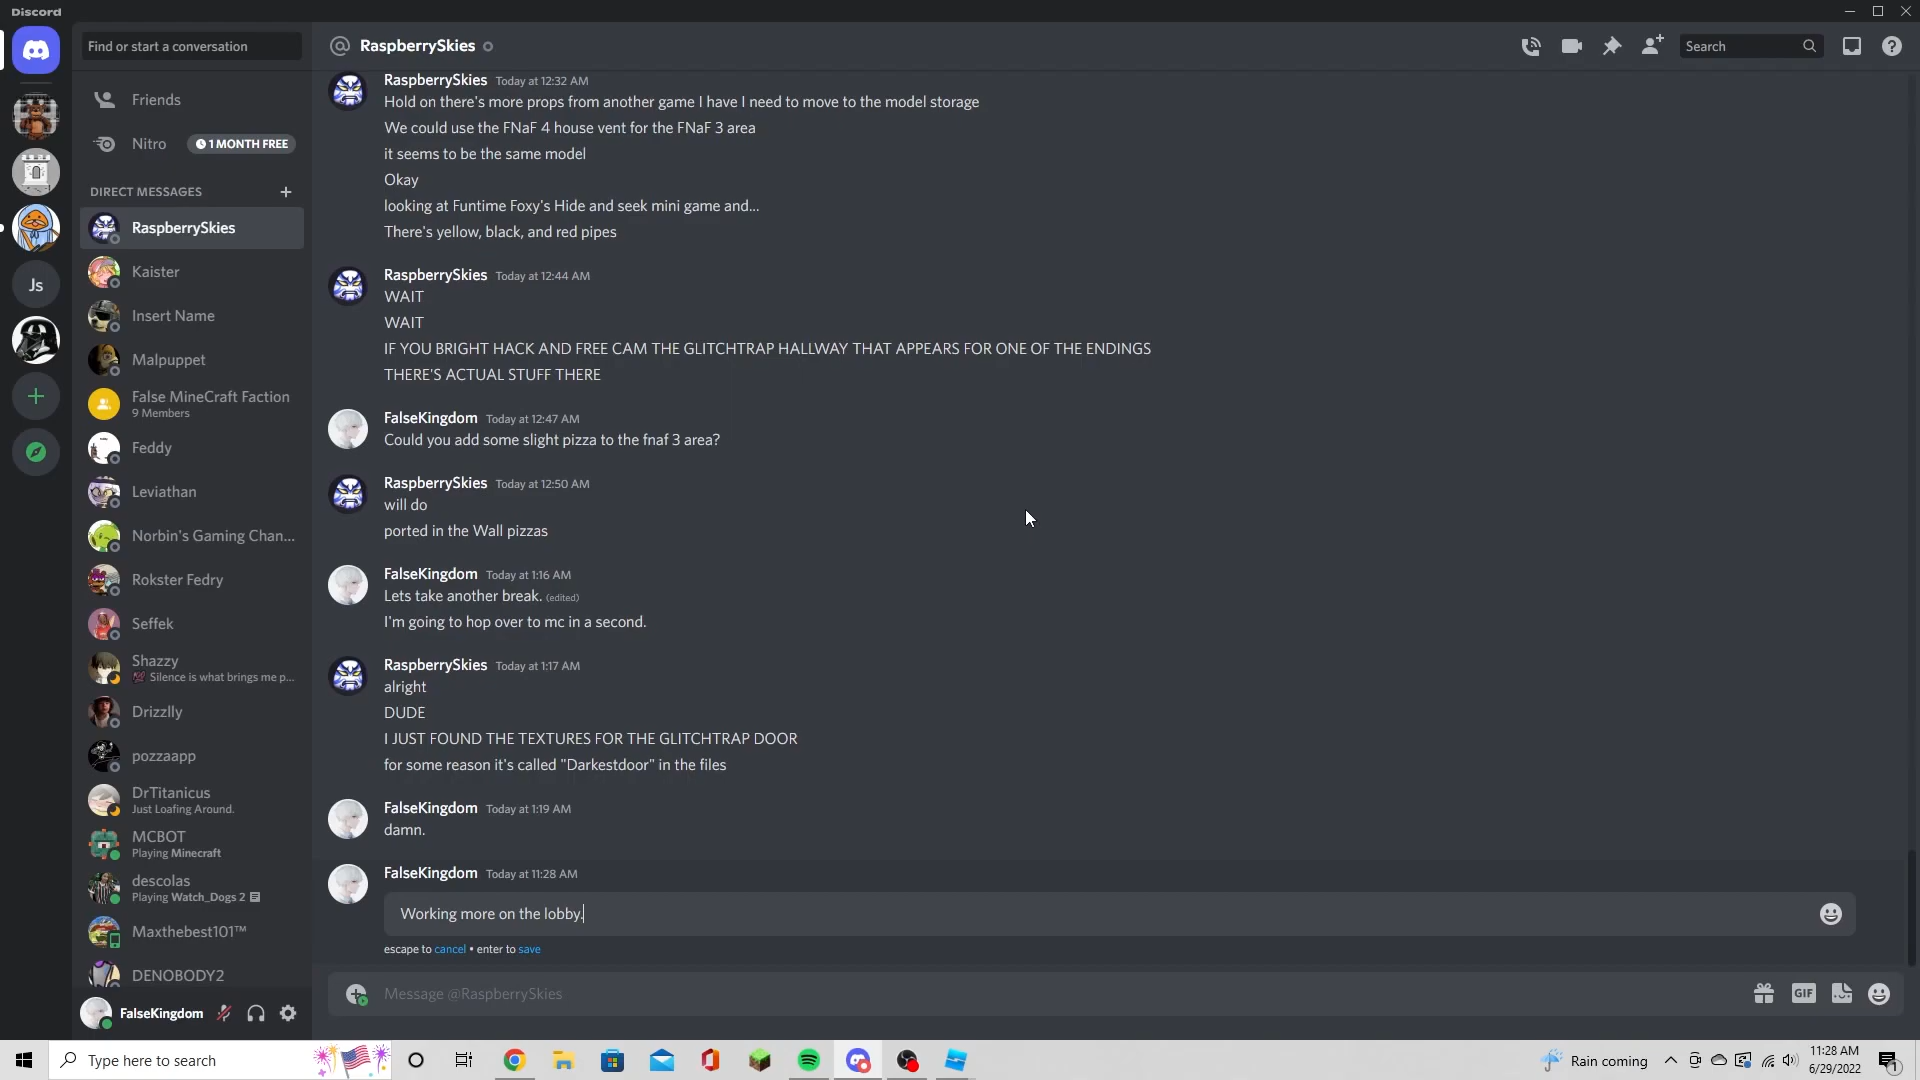 Discord
Find or start a conversation
Friends
Nitro
1 MONTH FREE
DIRECT MESSAGES
RaspberrySkies
Kaister
Insert Name
Malpuppet
False MineCraft Faction
9 Members
Feddy
Leviathan
Norbin's Gaming Chan...
Rokster Fedry
Seffek
Shazzy
Silence is what brings me p...
Drizzlly
pozzaapp
DrTitanicus
Just Loafing Around.
MCBOT
Playing Minecraft
descolas
Playing Watch_Dogs 2
Maxthebest101™
DENOBODY2
FalseKingdom
Js
RaspberrySkies
Search
RaspberrySkies Today at 12:32 AM
Hold on there's more props from another game I have I need to move to the model storage
We could use the FNaF 4 house vent for the FNaF 3 area
it seems to be the same model
Okay
looking at Funtime Foxy's Hide and seek mini game and...
There's yellow, black, and red pipes
RaspberrySkies Today at 12:44 AM
WAIT
WAIT
IF YOU BRIGHT HACK AND FREE CAM THE GLITCHTRAP HALLWAY THAT APPEARS FOR ONE OF THE ENDINGS
THERE'S ACTUAL STUFF THERE
FalseKingdom Today at 12:47 AM
Could you add some slight pizza to the fnaf 3 area?
RaspberrySkies Today at 12:50 AM
will do
ported in the Wall pizzas
FalseKingdom Today at 1:16 AM
Lets take another break. (edited)
I'm going to hop over to mc in a second.
RaspberrySkies Today at 1:17 AM
alright
DUDE
I JUST FOUND THE TEXTURES FOR THE GLITCHTRAP DOOR
for some reason it's called "Darkestdoor" in the files
FalseKingdom Today at 1:19 AM
damn.
FalseKingdom Today at 11:28 AM
Working more on the lobby.
escape to cancel • enter to save
Message @RaspberrySkies
GIF
Type here to search
Rain coming
11:28 AM
6/29/2022
1